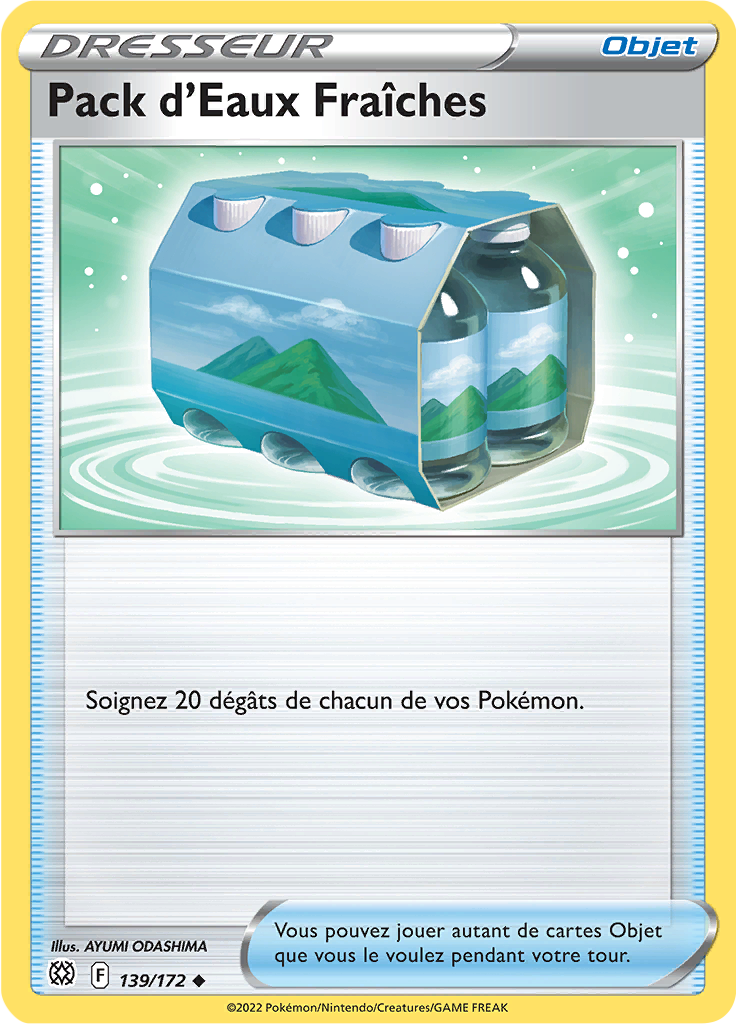 DRESSEUR
Objet
Pack d'Eaux Fraîches
Soignez 20 dégâts de chacun de vos Pokémon.
Vous pouvez jouer autant de cartes Objet
que vous le voulez pendant votre tour.
Illus. AYUMI ODASHIMA
F 139/172
©2022 Pokémon/Nintendo/Creatures/GAME FREAK